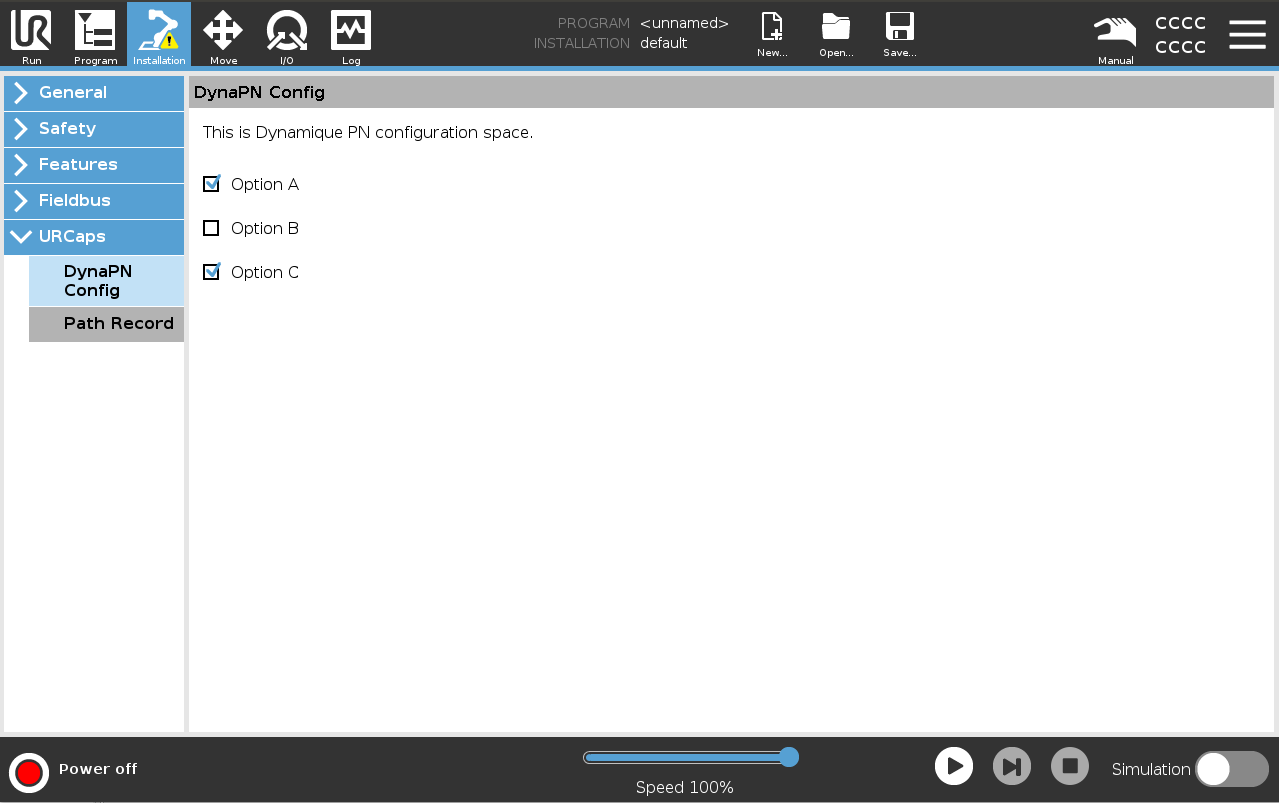 UR
Run
Program
Installation
Move
I/O
Log
PROGRAM <unnamed>
INSTALLATION default
New...
Open...
Save...
Manual
CCCC
CCCC
General
Safety
Features
Fieldbus
URCaps
DynaPN
Config
Path Record
DynaPN Config
This is Dynamique PN configuration space.
Option A
Option B
Option C
Power off
Speed 100%
Simulation